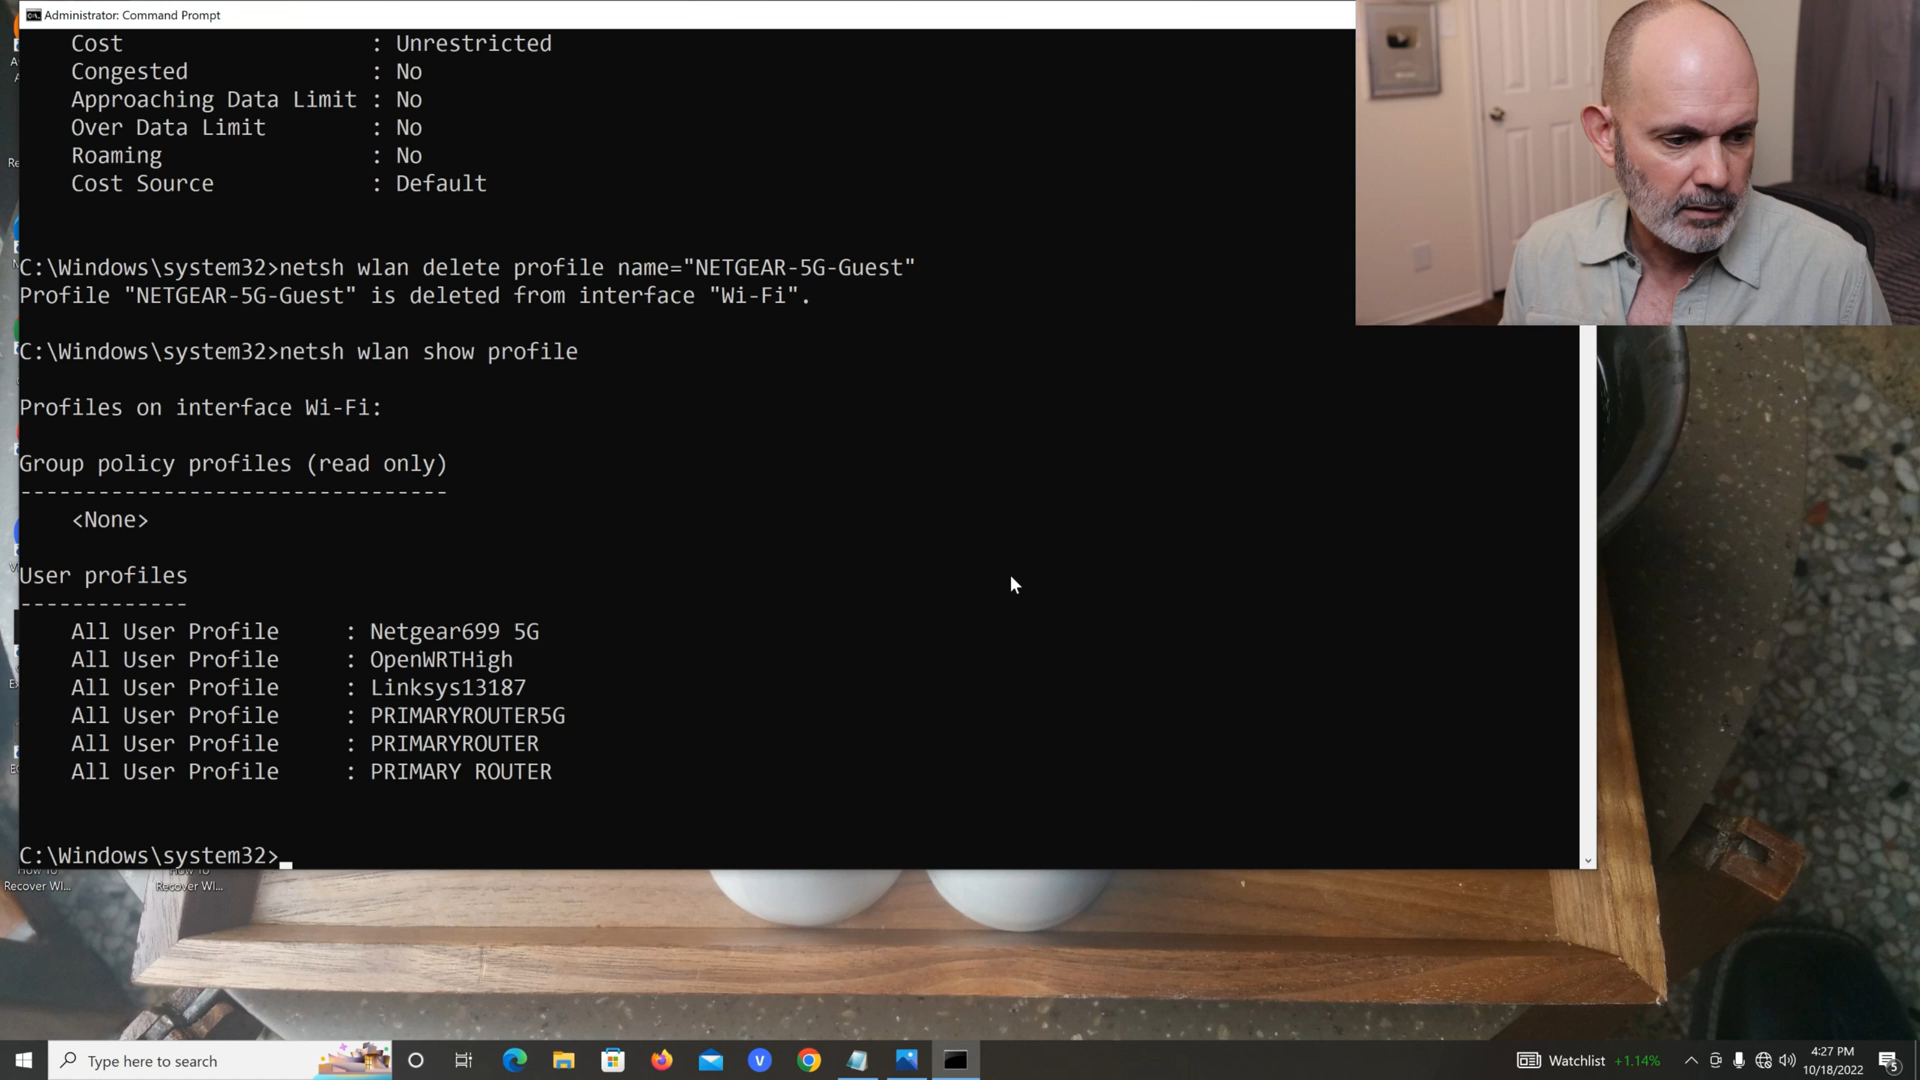 Administrator: Command Prompt
Cost : Unrestricted
Congested : No
Approaching Data Limit : No
Over Data Limit : No
Roaming : No
Cost Source : Default
C:\Windows\system32>netsh wlan delete profile name="NETGEAR-5G-Guest"
Profile "NETGEAR-5G-Guest" is deleted from interface "Wi-Fi".
C:\Windows\system32>netsh wlan show profile
Profiles on interface Wi-Fi:
Group policy profiles (read only)
---------------------------------
<None>
User profiles
-------------
All User Profile : Netgear699 5G
All User Profile : OpenWRTHigh
All User Profile : Linksys13187
All User Profile : PRIMARYROUTER5G
All User Profile : PRIMARYROUTER
All User Profile : PRIMARY ROUTER
C:\Windows\system32>
How To How To
Recover WI... Recover WI...
Type here to search
Watchlist +1.14%
4:27 PM
10/18/2022
5